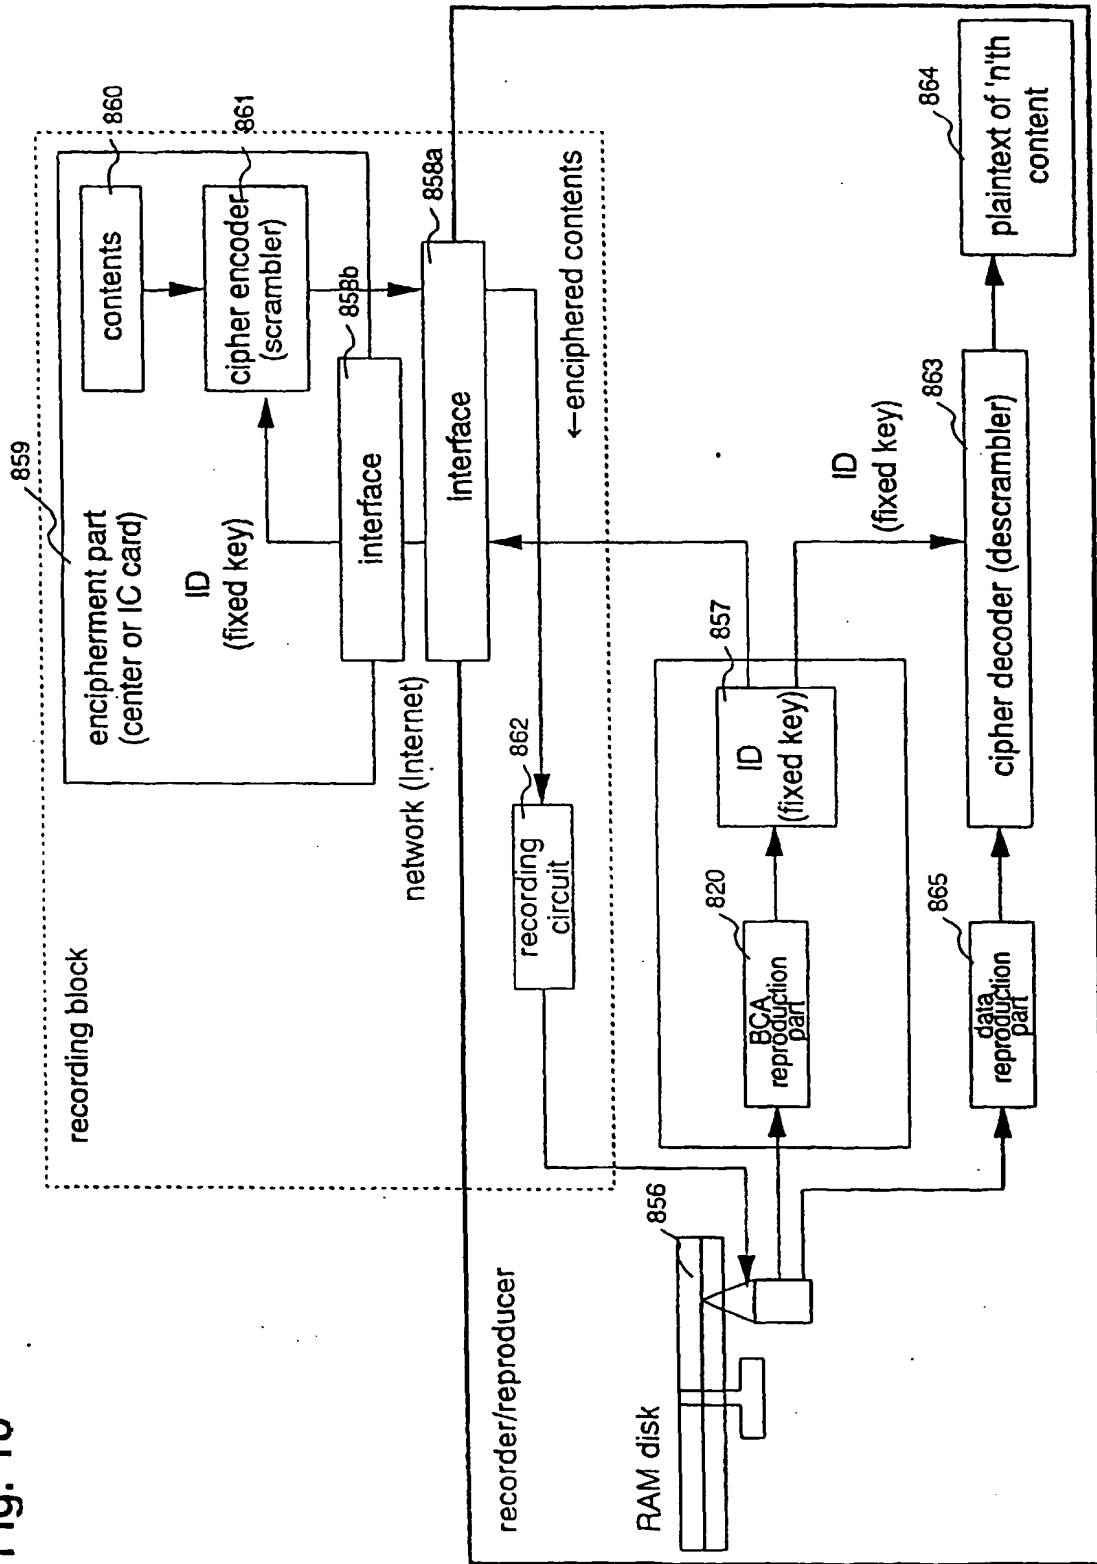 Fig.
recording block
859
encipherment part
(center or IC card)
860
contents
861
cipher encoder
(scrambler)
ID
(fixed key)
858b
interface
network (Internet)
858a
interface
862
recording
circuit
←enciphered contents
recorder/reproducer
RAM disk
856
820
BCA
reproduction
part
857
ID
(fixed key)
ID
(fixed key)
865
data
reproduction
part
863
cipher decoder (descrambler)
864
plaintext of 'n'th
content